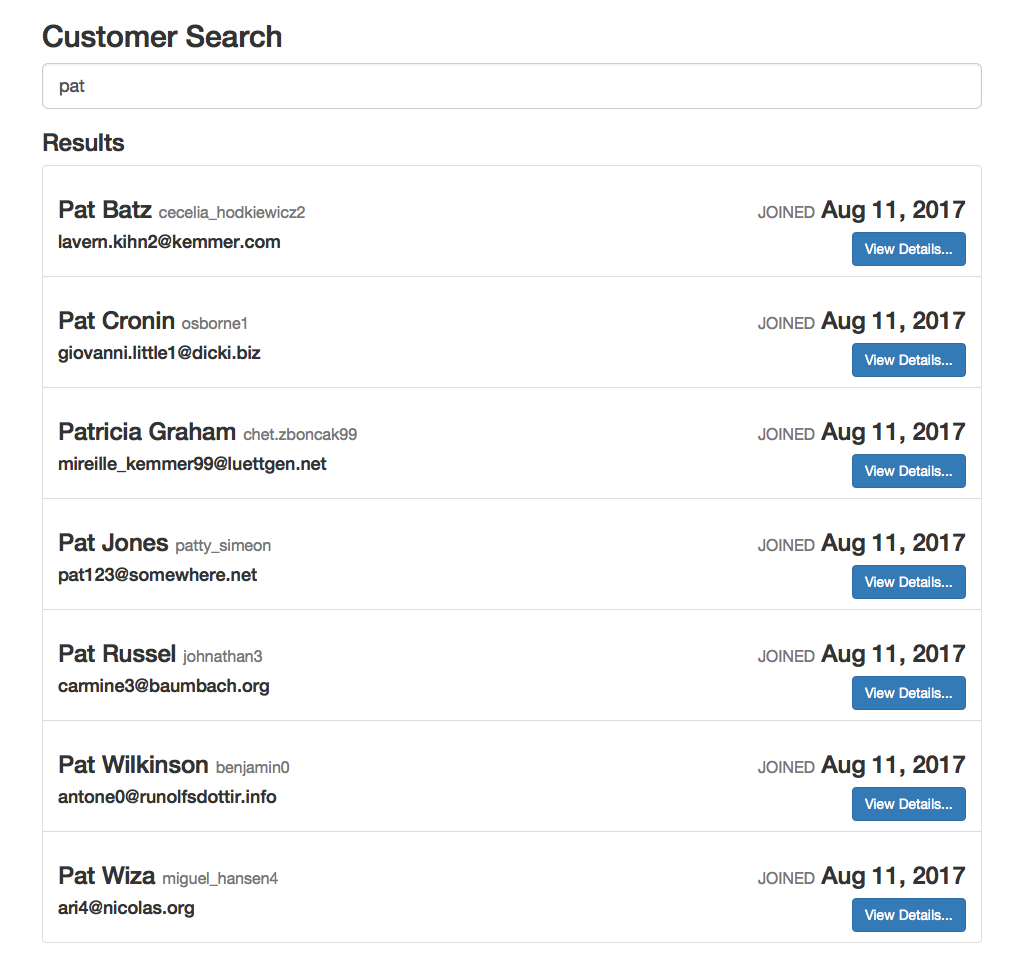 Customer Search
pat
Results
Pat Batz cecelia_hodkiewicz2 JOINED Aug 11, 2017
lavern.kihn2@kemmer.com View Details...
Pat Cronin osborne1 JOINED Aug 11, 2017
giovanni.little1@dicki.biz View Details...
Patricia Graham chet.zboncak99 JOINED Aug 11, 2017
mireille_kemmer99@luettgen.net View Details...
Pat Jones patty_simeon JOINED Aug 11, 2017
pat123@somewhere.net View Details...
Pat Russel johnathan3 JOINED Aug 11, 2017
carmine3@baumbach.org View Details...
Pat Wilkinson benjamin0 JOINED Aug 11, 2017
antone0@runolfsdottir.info View Details...
Pat Wiza miguel_hansen4 JOINED Aug 11, 2017
ari4@nicolas.org View Details...